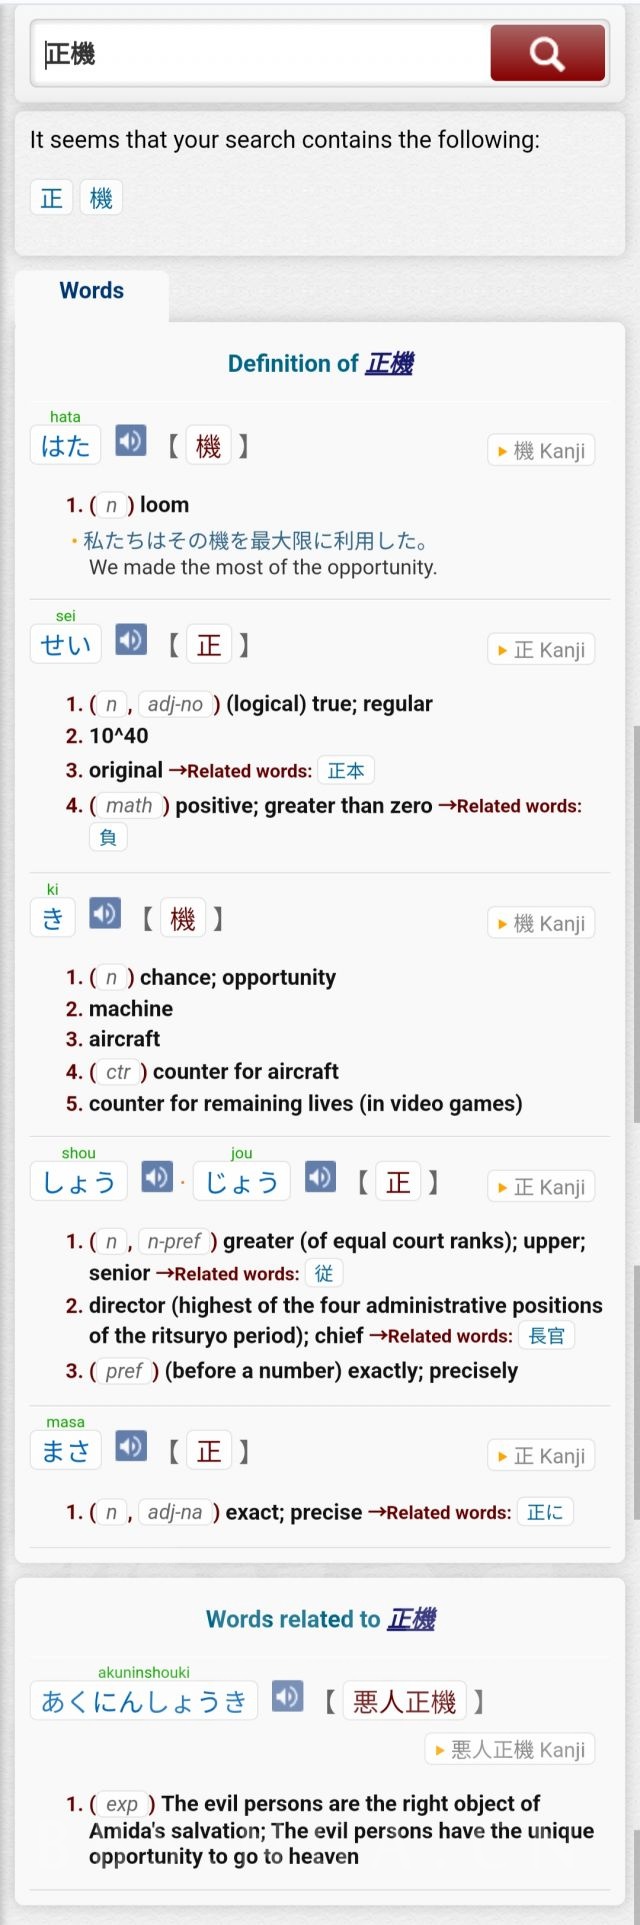 正機
It seems that your search contains the following:
正 機
Words
Definition of 正機
hata
はた 【 機 】 ▸ 機 Kanji
1. ( n ) loom
・私たちはその機を最大限に利用した。
We made the most of the opportunity.
sei
せい 【 正 】 ▸ 正 Kanji
1. ( n , adj-no ) (logical) true; regular
2. 10^40
3. original →Related words: 正本
4. ( math ) positive; greater than zero →Related words:
負
ki
き 【 機 】 ▸ 機 Kanji
1. ( n ) chance; opportunity
2. machine
3. aircraft
4. ( ctr ) counter for aircraft
5. counter for remaining lives (in video games)
shou jou
しょう · じょう 【 正 】 ▸ 正 Kanji
1. ( n , n-pref ) greater (of equal court ranks); upper;
senior →Related words: 従
2. director (highest of the four administrative positions
of the ritsuryo period); chief →Related words: 長官
3. ( pref ) (before a number) exactly; precisely
masa
まさ 【 正 】 ▸ 正 Kanji
1. ( n , adj-na ) exact; precise →Related words: 正に
Words related to 正機
akuninshouki
あくにんしょうき 【 悪人正機 】
▸ 悪人正機 Kanji
1. ( exp ) The evil persons are the right object of
Amida's salvation; The evil persons have the unique
opportunity to go to heaven